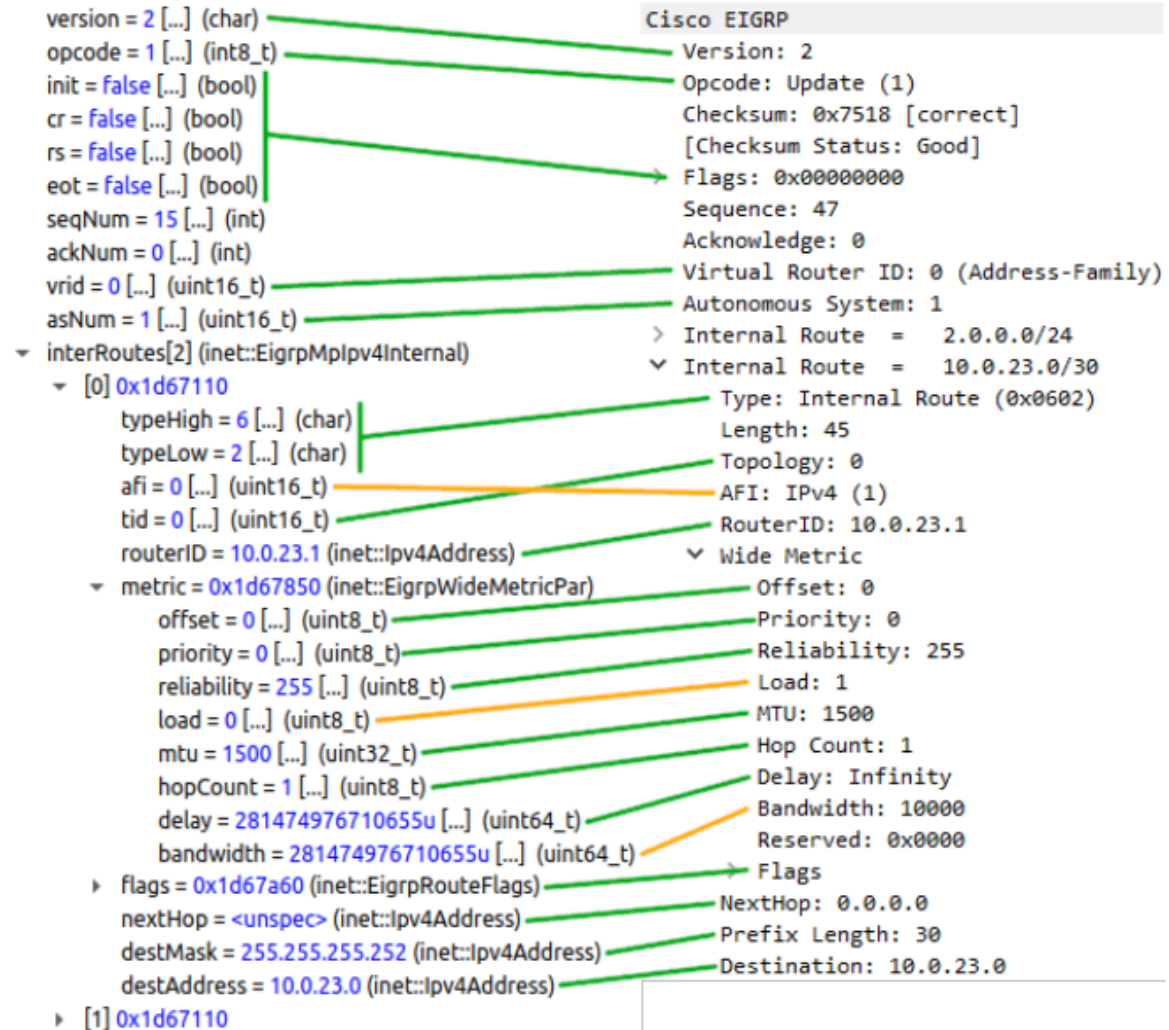 version = 2 [...] (char)
opcode = 1 [...] (int8_t)
init = false [...] (bool)
cr = false [...] (bool)
rs = false [...] (bool)
eot = false [...] (bool)
seqNum = 15 [...] (int)
ackNum = 0 [...] (int)
vrid = 0 [...] (uint16_t)
asNum = 1 [...] (uint16_t)
interRoutes[2] (inet::EigrpMpIpv4Internal)
[0] 0x1d67110
typeHigh = 6 [...] (char)
typeLow = 2 [...] (char)
afi = 0 [...] (uint16_t)
tid = 0 [...] (uint16_t)
routerID = 10.0.23.1 (inet::Ipv4Address)
metric = 0x1d67850 (inet::EigrpWideMetricPar)
offset = 0 [...] (uint8_t)
priority = 0 [...] (uint8_t)
reliability = 255 [...] (uint8_t)
load = 0 [...] (uint8_t)
mtu = 1500 [...] (uint32_t)
hopCount = 1 [...] (uint8_t)
delay = 281474976710655u [...] (uint64_t)
bandwidth = 281474976710655u [...] (uint64_t)
flags = 0x1d67a60 (inet::EigrpRouteFlags)
nextHop = <unspec> (inet::Ipv4Address)
destMask = 255.255.255.252 (inet::Ipv4Address)
destAddress = 10.0.23.0 (inet::Ipv4Address)
[1] 0x1d67110
Cisco EIGRP
Version: 2
Opcode: Update (1)
Checksum: 0x7518 [correct]
[Checksum Status: Good]
Flags: 0x00000000
Sequence: 47
Acknowledge: 0
Virtual Router ID: 0 (Address-Family)
Autonomous System: 1
Internal Route = 2.0.0.0/24
Internal Route = 10.0.23.0/30
Type: Internal Route (0x0602)
Length: 45
Topology: 0
AFI: IPv4 (1)
RouterID: 10.0.23.1
Wide Metric
Offset: 0
Priority: 0
Reliability: 255
Load: 1
MTU: 1500
Hop Count: 1
Delay: Infinity
Bandwidth: 10000
Reserved: 0x0000
Flags
NextHop: 0.0.0.0
Prefix Length: 30
Destination: 10.0.23.0